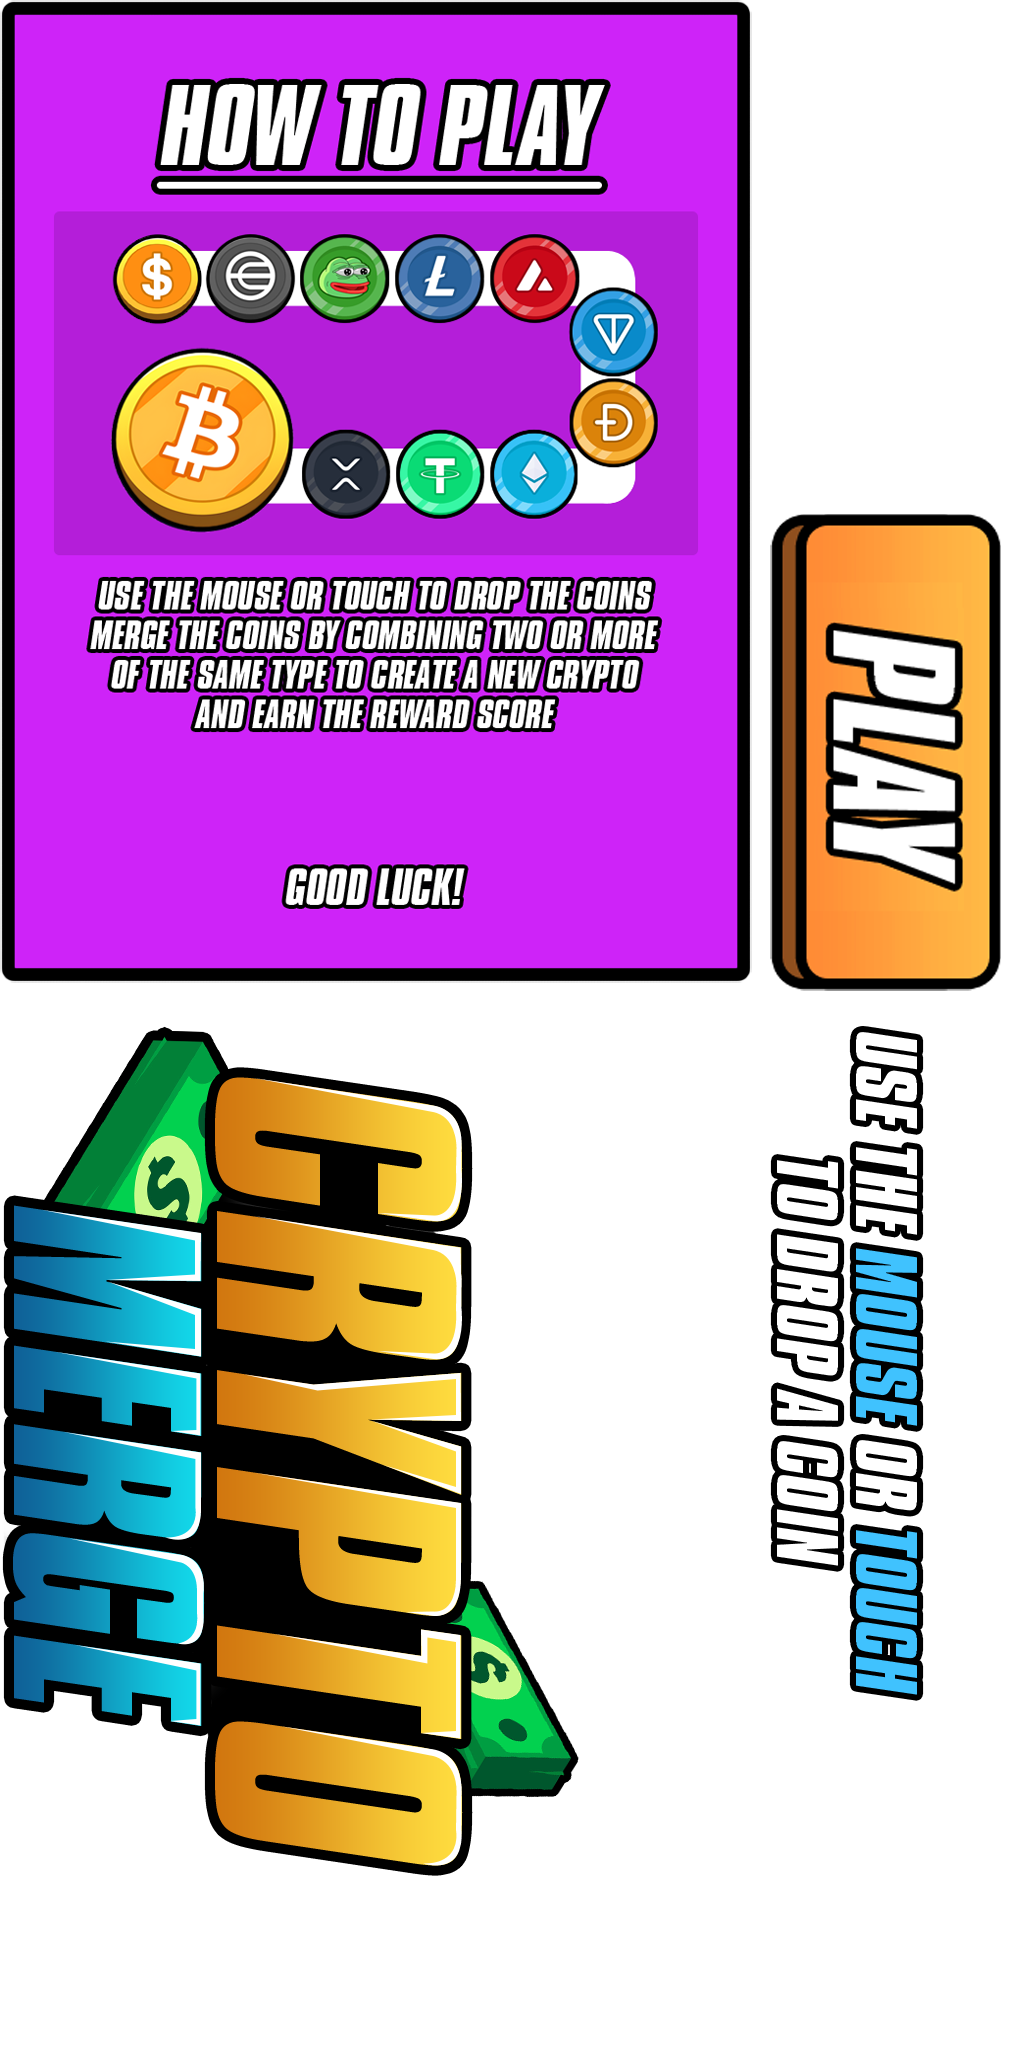 HOW TO PLAY
USE THE MOUSE OR TOUCH TO DROP THE COINS
MERGE THE COINS BY COMBINING TWO OR MORE
OF THE SAME TYPE TO CREATE A NEW CRYPTO
AND EARN THE REWARD SCORE
GOOD LUCK!
PLAY
USE THE MOUSE OR TOUCH
TO DROP A COIN
CRYPTO
MERGE